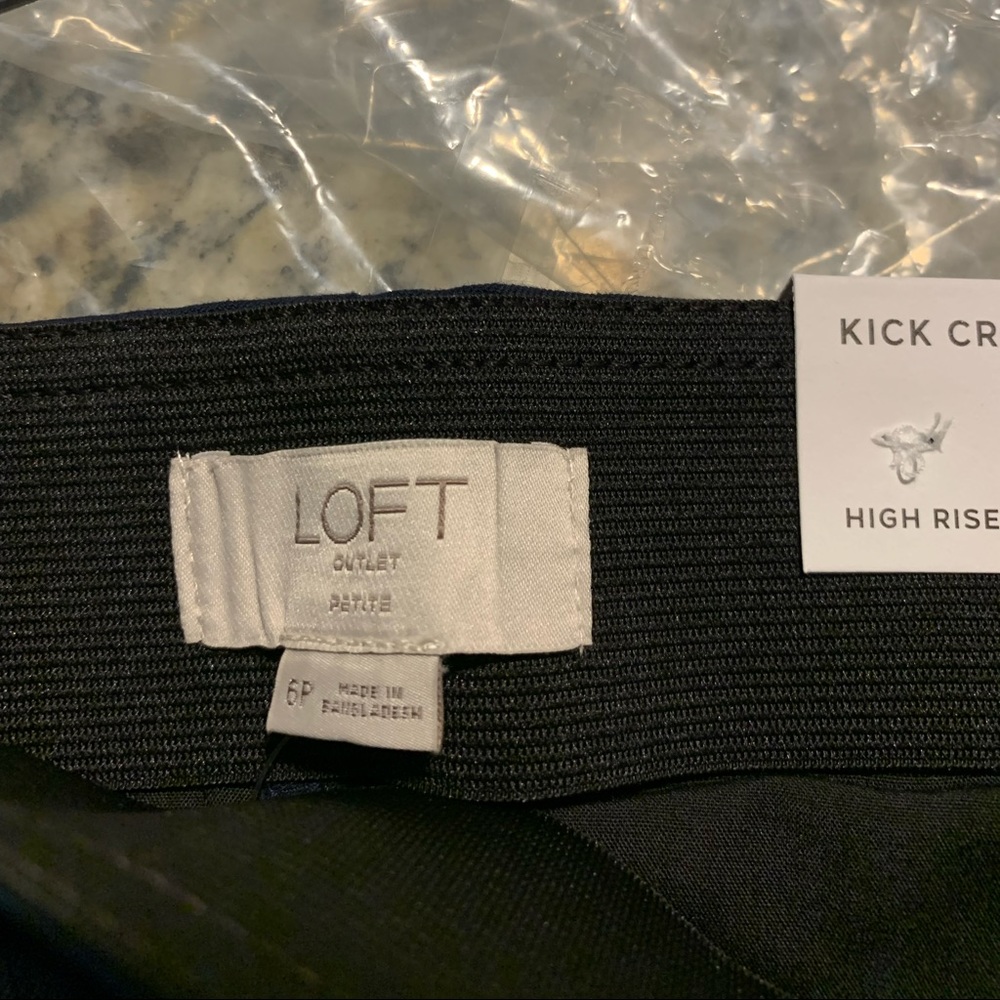 KICK CR
HIGH RISE
LOFT
OUTLET
PETITE
6P
MADE IN
BANGLADESH